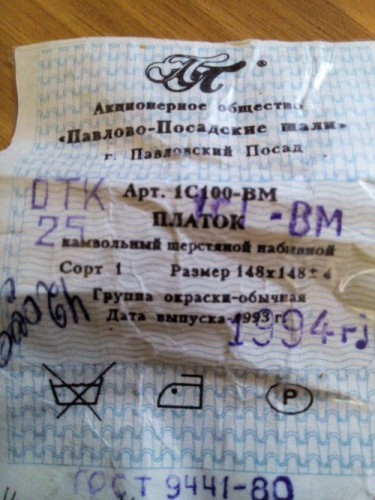 АП ®
Акционерное общество
«Павлово-Посадские шали»
г. Павловский Посад
ОТК Арт. 1С100-ВМ
25 ПЛАТОК -ВМ
камвольный шерстяной набивной
Сорт 1 Размер 148х148±4
Группа окраски-обычная
Дата выпуска-1993 г.
1994 г
P
ГОСТ 9441-80